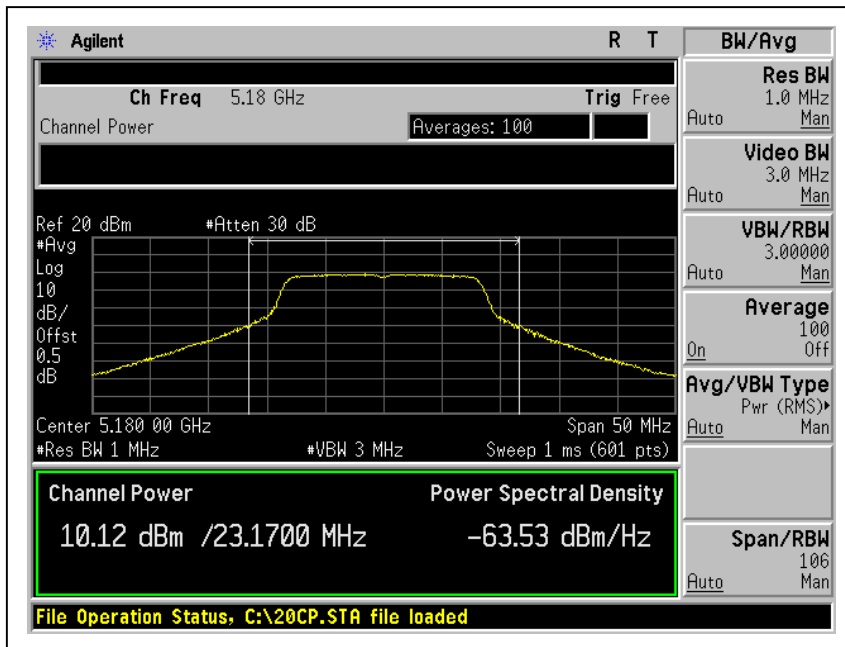 Agilent R T
Ch Freq 5.18 GHz Trig Free
Channel Power Averages: 100
Ref 20 dBm #Atten 30 dB
#Avg
Log
10
dB/
Offst
0.5
dB
Center 5.180 00 GHz Span 50 MHz
#Res BW 1 MHz #VBW 3 MHz Sweep 1 ms (601 pts)
Channel Power Power Spectral Density
10.12 dBm /23.1700 MHz -63.53 dBm/Hz
File Operation Status, C:\20CP.STA file loaded
BW/Avg
Res BW
1.0 MHz
Auto Man
Video BW
3.0 MHz
Auto Man
VBW/RBW
3.00000
Auto Man
Average
100
On Off
Avg/VBW Type
Pwr (RMS)▸
Auto Man
Span/RBW
106
Auto Man